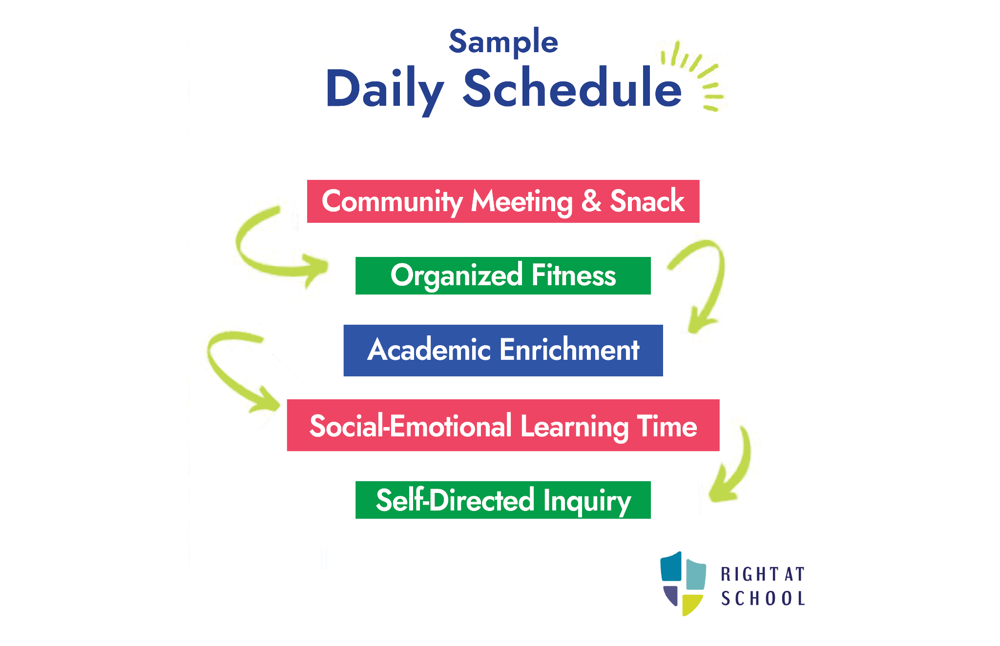 Sample
Daily Schedule
Community Meeting & Snack
Organized Fitness
Academic Enrichment
Social-Emotional Learning Time
Self-Directed Inquiry
RIGHT AT
SCHOOL